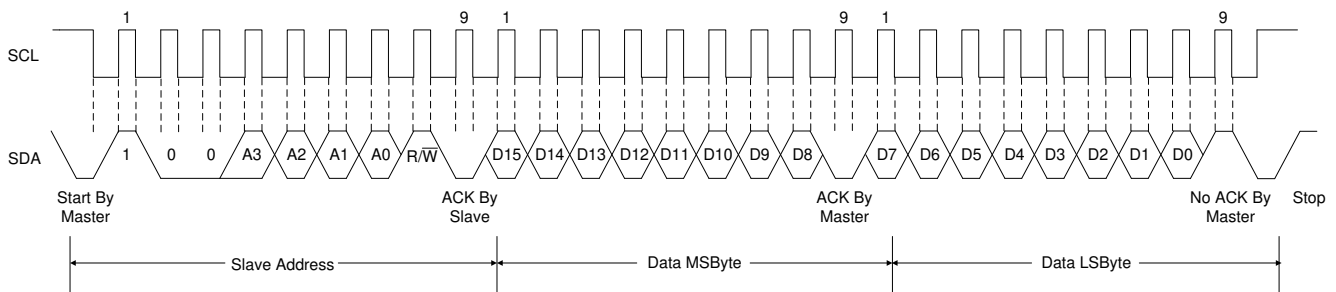 1 9 1 9 1 9
SCL
SDA
1 0 0 A3 A2 A1 A0 R/W̅ D15 D14 D13 D12 D11 D10 D9 D8 D7 D6 D5 D4 D3 D2 D1 D0
Start By
Master
ACK By
Slave
ACK By
Master
No ACK By
Master
Stop
Slave Address
Data MSByte
Data LSByte